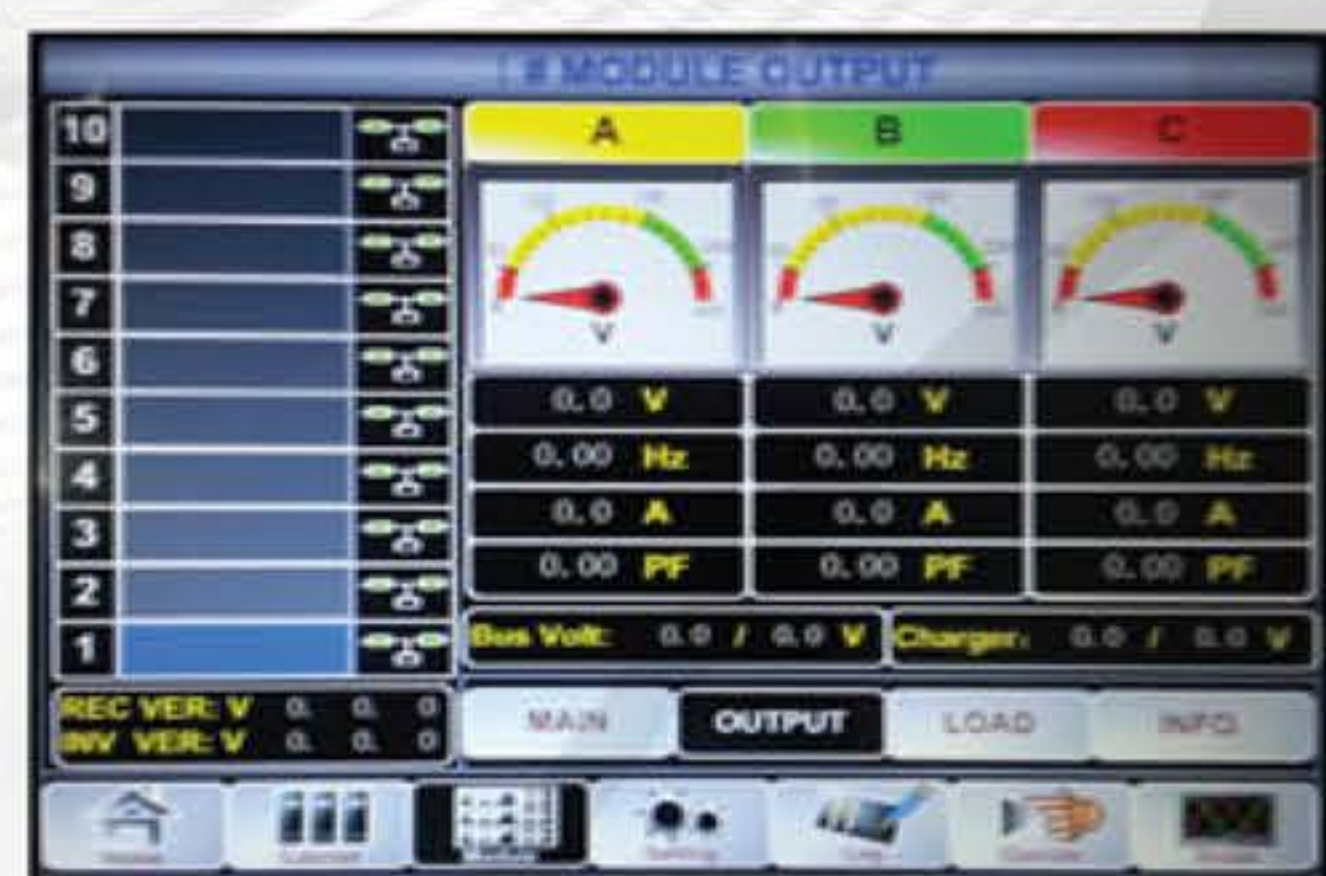 # MODULE OUTPUT
10
9
8
7
6
5
4
3
2
1
A B C
V V V
0.0 V 0.0 V 0.0 V
0.00 Hz 0.00 Hz 0.00 Hz
0.0 A 0.0 A 0.0 A
0.00 PF 0.00 PF 0.00 PF
Bus Volt: 0.0 / 0.0 V Charger: 0.0 / 0.0 V
REC VER: V 0. 0. 0
INV VER: V 0. 0. 0
MAIN OUTPUT LOAD INFO.